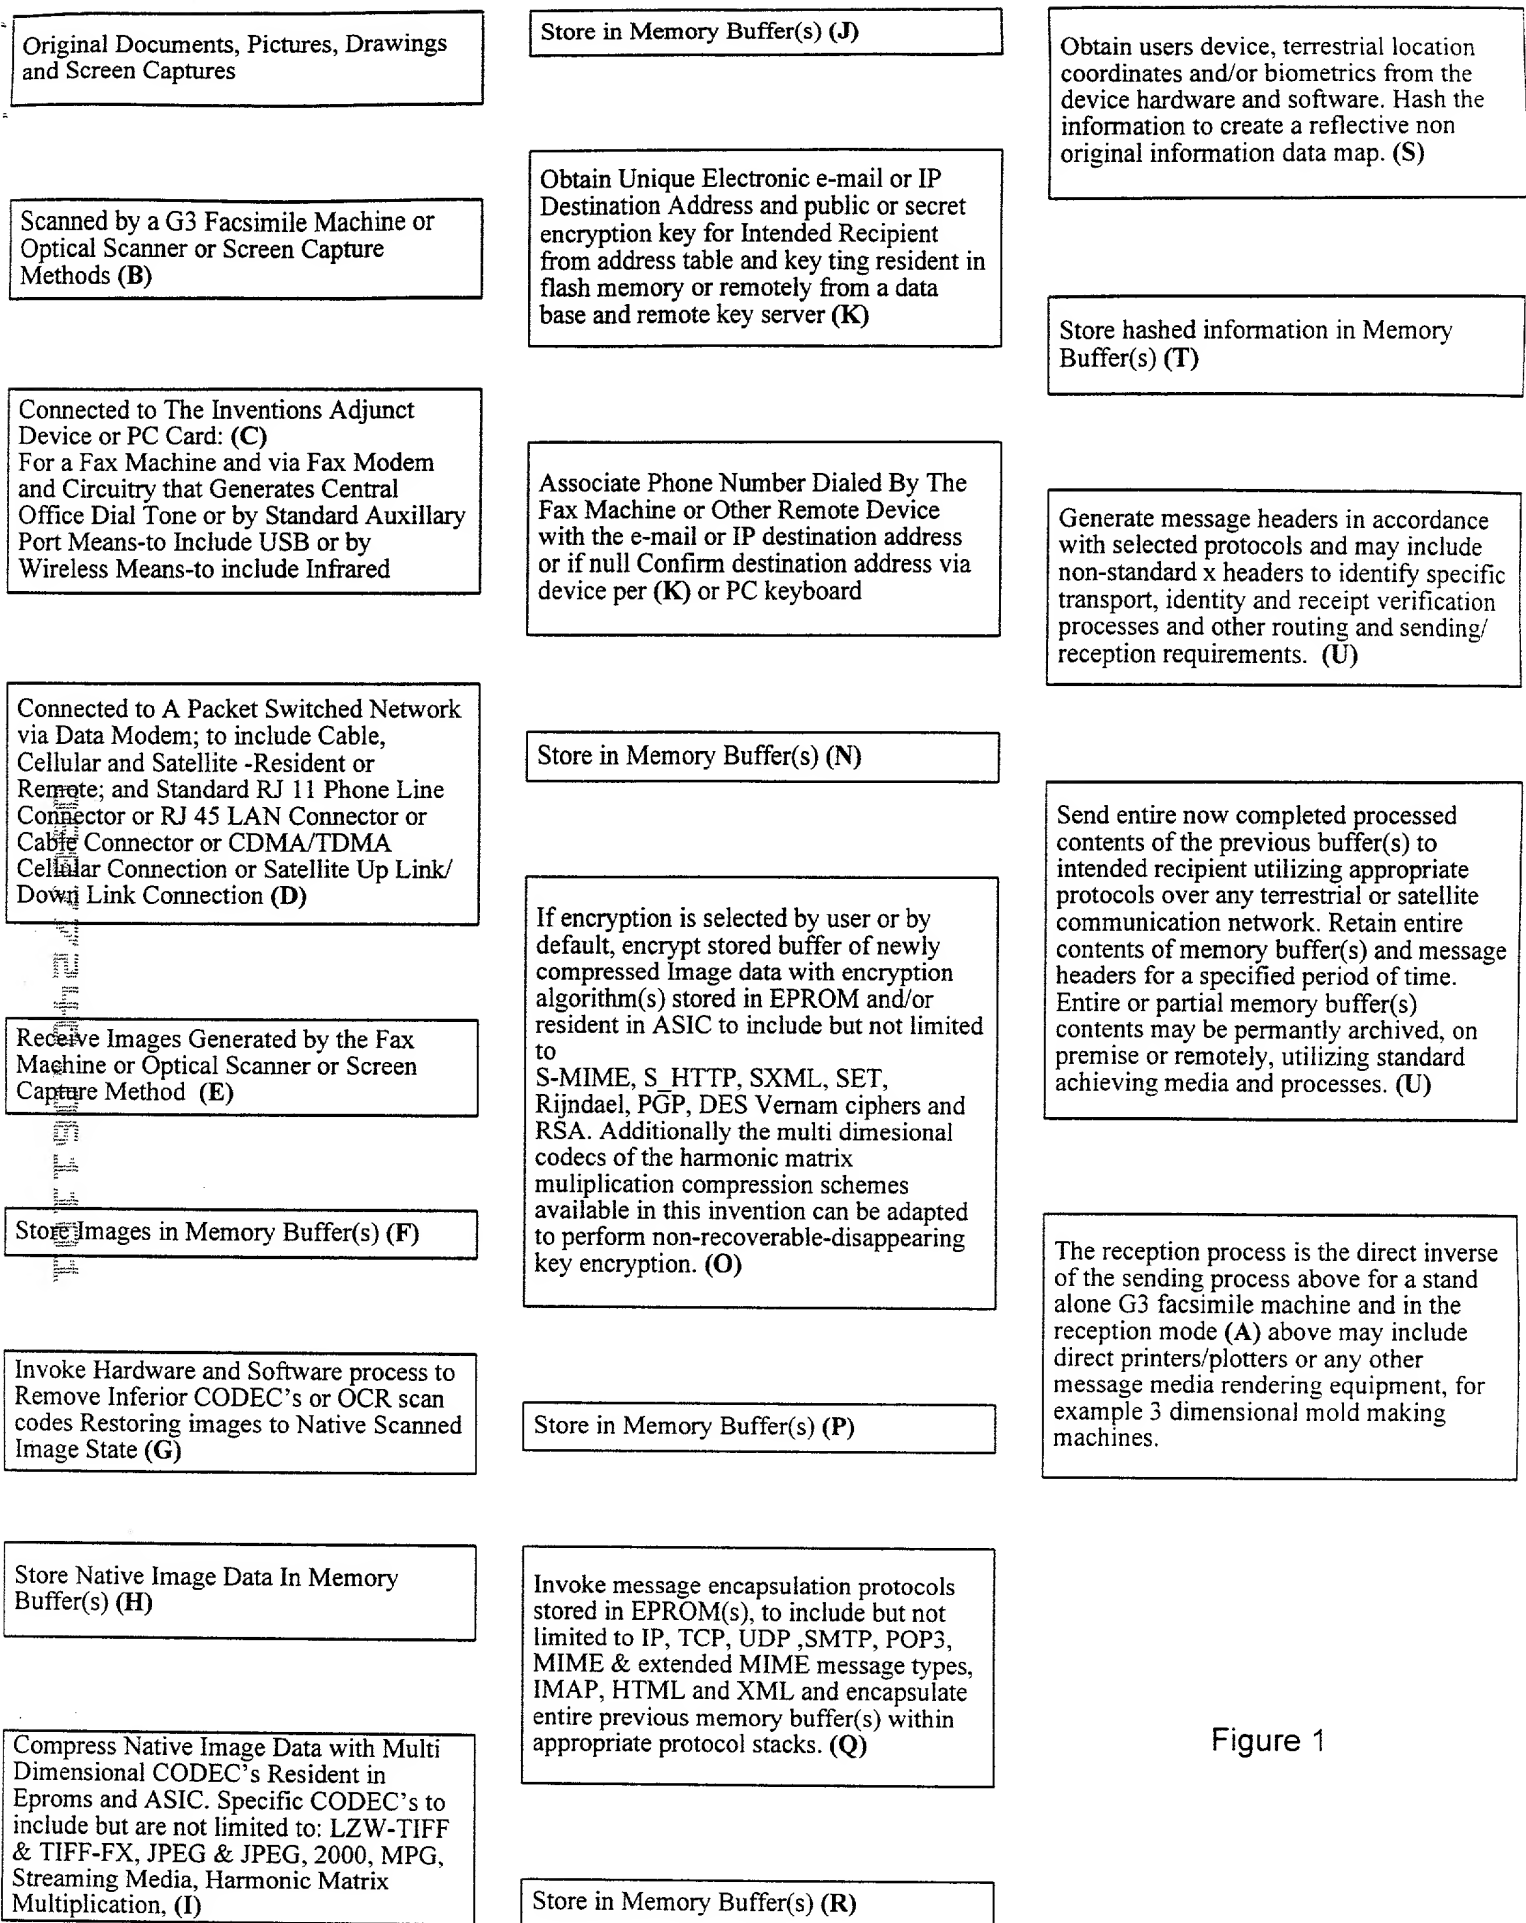 Original Documents, Pictures, Drawings
and Screen Captures
Scanned by a G3 Facsimile Machine or
Optical Scanner or Screen Capture
Methods (B)
Connected to The Inventions Adjunct
Device or PC Card: (C)
For a Fax Machine and via Fax Modem
and Circuitry that Generates Central
Office Dial Tone or by Standard Auxillary
Port Means-to Include USB or by
Wireless Means-to include Infrared
Connected to A Packet Switched Network
via Data Modem; to include Cable,
Cellular and Satellite -Resident or
Remote; and Standard RJ 11 Phone Line
Connector or RJ 45 LAN Connector or
Cable Connector or CDMA/TDMA
Cellular Connection or Satellite Up Link/
Down Link Connection (D)
Receive Images Generated by the Fax
Machine or Optical Scanner or Screen
Capture Method (E)
Store Images in Memory Buffer(s) (F)
Invoke Hardware and Software process to
Remove Inferior CODEC's or OCR scan
codes Restoring images to Native Scanned
Image State (G)
Store Native Image Data In Memory
Buffer(s) (H)
Compress Native Image Data with Multi
Dimensional CODEC's Resident in
Eproms and ASIC. Specific CODEC's to
include but are not limited to: LZW-TIFF
& TIFF-FX, JPEG & JPEG, 2000, MPG,
Streaming Media, Harmonic Matrix
Multiplication, (I)
Store in Memory Buffer(s) (J)
Obtain Unique Electronic e-mail or IP
Destination Address and public or secret
encryption key for Intended Recipient
from address table and key ting resident in
flash memory or remotely from a data
base and remote key server (K)
Associate Phone Number Dialed By The
Fax Machine or Other Remote Device
with the e-mail or IP destination address
or if null Confirm destination address via
device per (K) or PC keyboard
Store in Memory Buffer(s) (N)
If encryption is selected by user or by
default, encrypt stored buffer of newly
compressed Image data with encryption
algorithm(s) stored in EPROM and/or
resident in ASIC to include but not limited
to
S-MIME, S_HTTP, SXML, SET,
Rijndael, PGP, DES Vernam ciphers and
RSA. Additionally the multi dimesional
codecs of the harmonic matrix
muliplication compression schemes
available in this invention can be adapted
to perform non-recoverable-disappearing
key encryption. (O)
Store in Memory Buffer(s) (P)
Invoke message encapsulation protocols
stored in EPROM(s), to include but not
limited to IP, TCP, UDP ,SMTP, POP3,
MIME & extended MIME message types,
IMAP, HTML and XML and encapsulate
entire previous memory buffer(s) within
appropriate protocol stacks. (Q)
Store in Memory Buffer(s) (R)
Obtain users device, terrestrial location
coordinates and/or biometrics from the
device hardware and software. Hash the
information to create a reflective non
original information data map. (S)
Store hashed information in Memory
Buffer(s) (T)
Generate message headers in accordance
with selected protocols and may include
non-standard x headers to identify specific
transport, identity and receipt verification
processes and other routing and sending/
reception requirements. (U)
Send entire now completed processed
contents of the previous buffer(s) to
intended recipient utilizing appropriate
protocols over any terrestrial or satellite
communication network. Retain entire
contents of memory buffer(s) and message
headers for a specified period of time.
Entire or partial memory buffer(s)
contents may be permantly archived, on
premise or remotely, utilizing standard
achieving media and processes. (U)
The reception process is the direct inverse
of the sending process above for a stand
alone G3 facsimile machine and in the
reception mode (A) above may include
direct printers/plotters or any other
message media rendering equipment, for
example 3 dimensional mold making
machines.
Figure 1